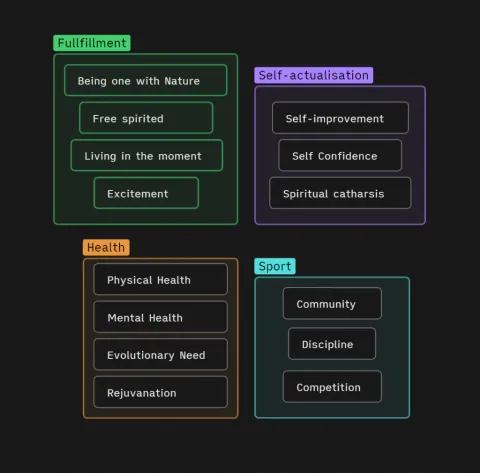 Fullfillment
Being one with Nature
Free spirited
Living in the moment
Excitement
Self-actualisation
Self-improvement
Self Confidence
Spiritual catharsis
Health
Physical Health
Mental Health
Evolutionary Need
Rejuvanation
Sport
Community
Discipline
Competition